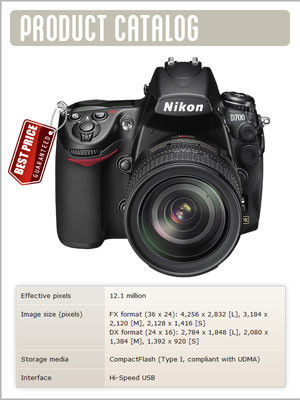 PRODUCT CATALOG
Nikon
D700
BEST PRICE
GUARANTEED
Effective pixels 12.1 million
Image size (pixels) FX format (36 x 24): 4,256 x 2,832 [L], 3,184 x
2,120 [M], 2,128 x 1,416 [S]
DX format (24 x 16): 2,784 x 1,848 [L], 2,080 x
1,384 [M], 1,392 x 920 [S]
Storage media CompactFlash (Type I, compliant with UDMA)
Interface Hi-Speed USB